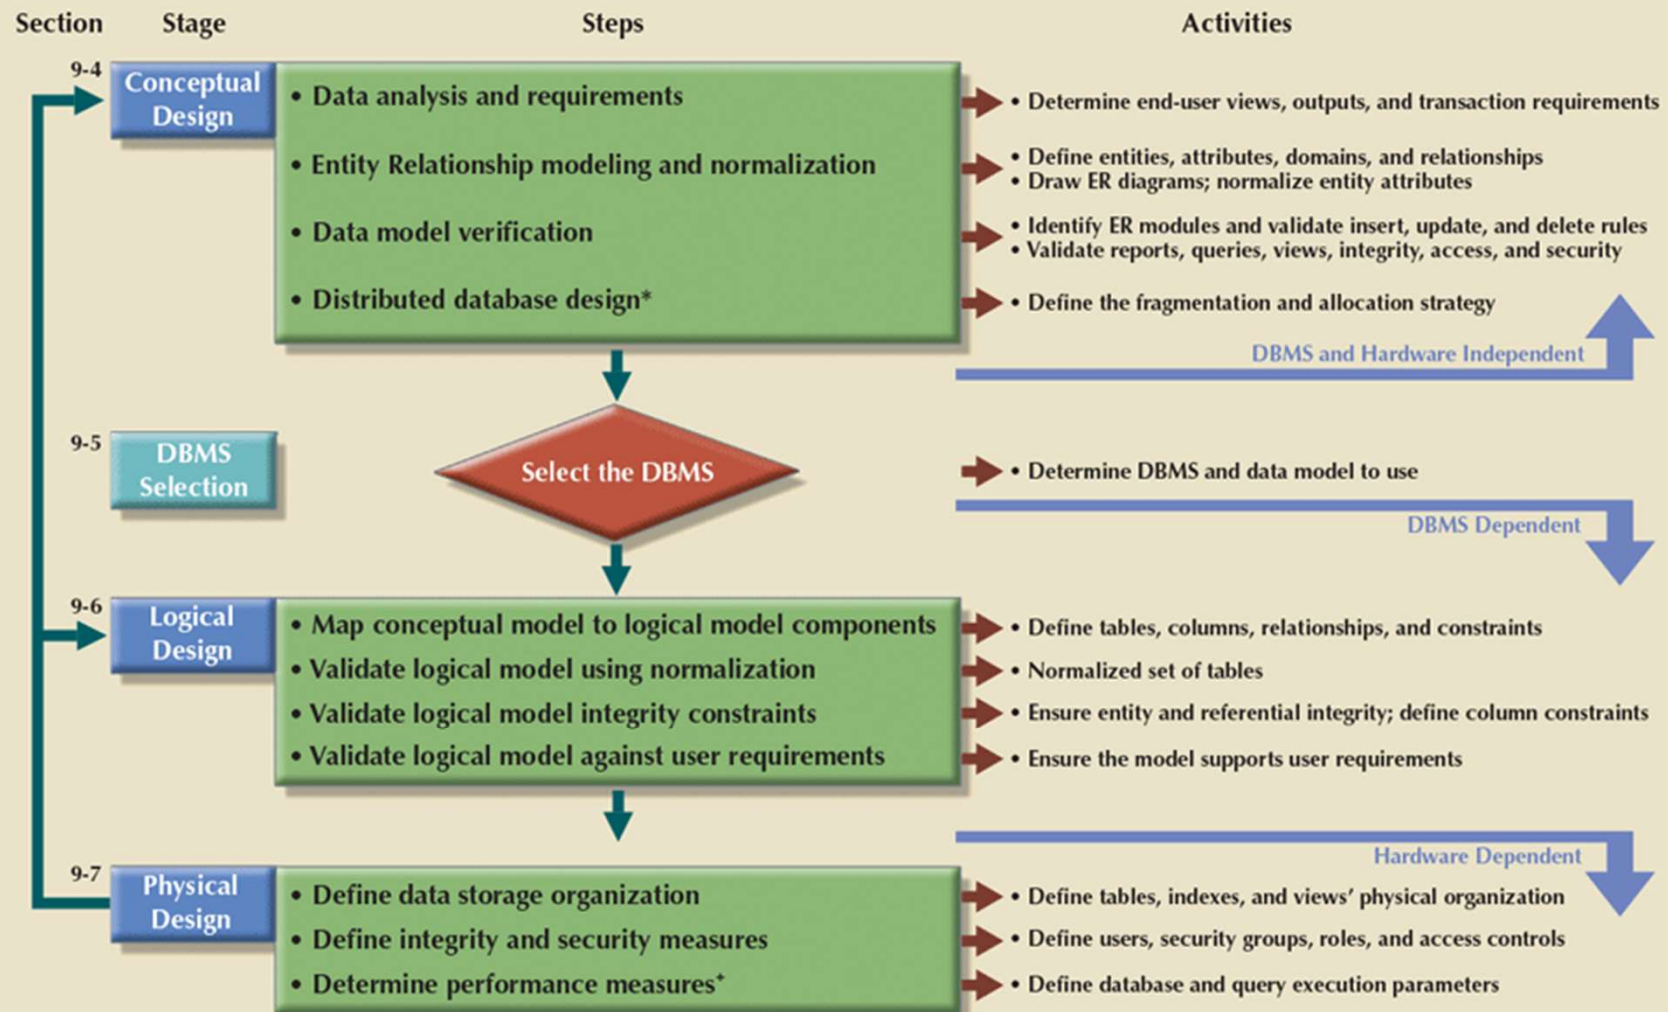 Section Stage Steps Activities
9-4
Conceptual
Design
• Data analysis and requirements
• Determine end-user views, outputs, and transaction requirements
• Entity Relationship modeling and normalization
• Define entities, attributes, domains, and relationships
• Draw ER diagrams; normalize entity attributes
• Data model verification
• Identify ER modules and validate insert, update, and delete rules
• Validate reports, queries, views, integrity, access, and security
• Distributed database design*
• Define the fragmentation and allocation strategy
DBMS and Hardware Independent
9-5
DBMS
Selection
Select the DBMS
• Determine DBMS and data model to use
DBMS Dependent
9-6
Logical
Design
• Map conceptual model to logical model components
• Define tables, columns, relationships, and constraints
• Validate logical model using normalization
• Normalized set of tables
• Validate logical model integrity constraints
• Ensure entity and referential integrity; define column constraints
• Validate logical model against user requirements
• Ensure the model supports user requirements
Hardware Dependent
9-7
Physical
Design
• Define data storage organization
• Define tables, indexes, and views’ physical organization
• Define integrity and security measures
• Define users, security groups, roles, and access controls
• Determine performance measures+
• Define database and query execution parameters